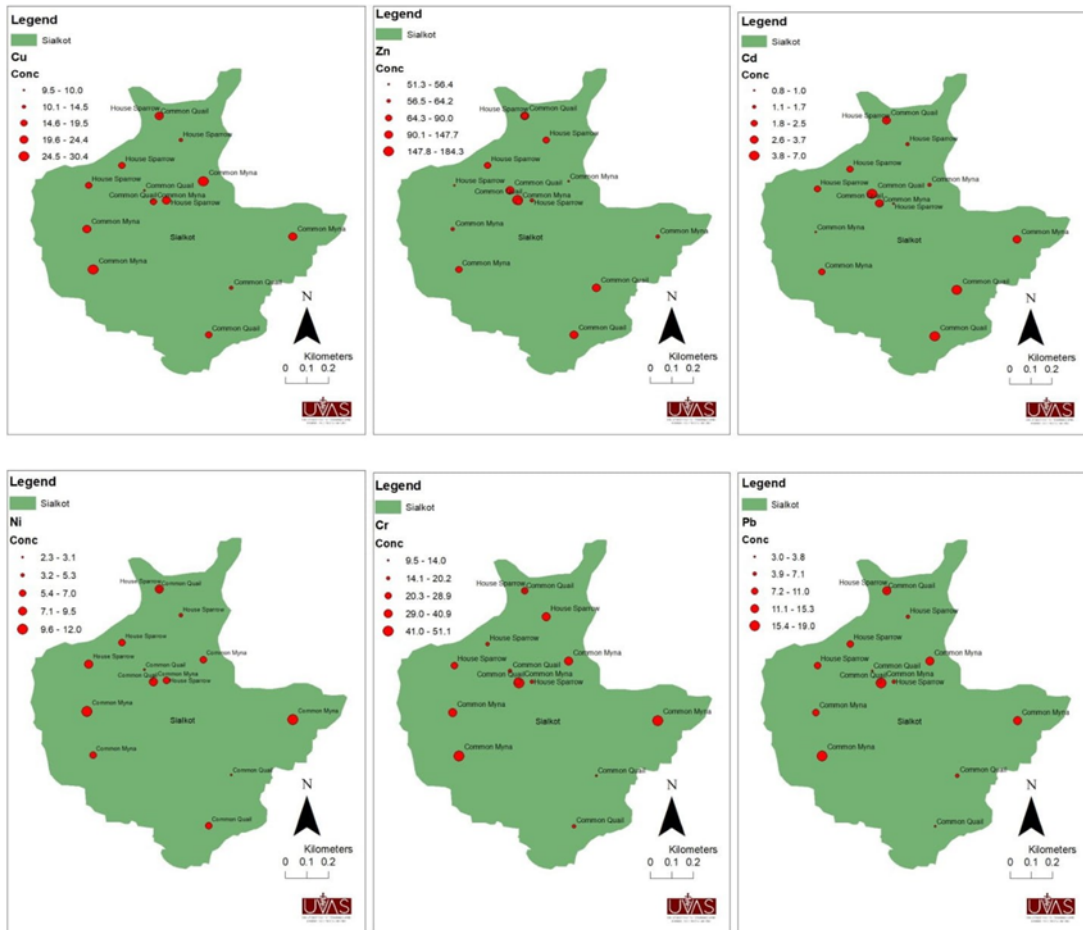 Legend
Sialkot
Cu
Conc
9.5 - 10.0
10.1 - 14.5
14.6 - 19.5
19.6 - 24.4
24.5 - 30.4
House Sparrow Common Quail
House Sparrow
House Sparrow
House Sparrow Common Myna
Common Quail
Common Quail Common Myna
House Sparrow
Common Myna
Sialkot Common Myna
Common Myna
Common Quail
N
Common Quail
Kilometers
0 0.1 0.2
UVAS
Legend
Sialkot
Zn
Conc
51.3 - 56.4
56.5 - 64.2
64.3 - 90.0
90.1 - 147.7
147.8 - 184.3
House Sparrow Common Quail
House Sparrow
House Sparrow
House Sparrow Common Myna
Common Quail
Common Quail Common Myna
House Sparrow
Common Myna
Sialkot Common Myna
Common Myna
Common Quail
N
Common Quail
Kilometers
0 0.1 0.2
UVAS
Legend
Sialkot
Cd
Conc
0.8 - 1.0
1.1 - 1.7
1.8 - 2.5
2.6 - 3.7
3.8 - 7.0
House Sparrow Common Quail
House Sparrow
House Sparrow
House Sparrow Common Myna
Common Quail
Common Quail Common Myna
House Sparrow
Common Myna
Sialkot Common Myna
Common Myna
Common Quail
N
Common Quail
Kilometers
0 0.1 0.2
UVAS
Legend
Sialkot
Ni
Conc
2.3 - 3.1
3.2 - 5.3
5.4 - 7.0
7.1 - 9.5
9.6 - 12.0
House Sparrow Common Quail
House Sparrow
House Sparrow
House Sparrow Common Myna
Common Quail
Common Quail Common Myna
House Sparrow
Common Myna
Sialkot Common Myna
Common Myna
Common Quail
N
Common Quail
Kilometers
0 0.1 0.2
UVAS
Legend
Sialkot
Cr
Conc
9.5 - 14.0
14.1 - 20.2
20.3 - 28.9
29.0 - 40.9
41.0 - 51.1
House Sparrow Common Quail
House Sparrow
House Sparrow
House Sparrow Common Myna
Common Quail
Common Quail Common Myna
House Sparrow
Common Myna
Sialkot Common Myna
Common Myna
Common Quail
N
Common Quail
Kilometers
0 0.1 0.2
UVAS
Legend
Sialkot
Pb
Conc
3.0 - 3.8
3.9 - 7.1
7.2 - 11.0
11.1 - 15.3
15.4 - 19.0
House Sparrow Common Quail
House Sparrow
House Sparrow
House Sparrow Common Myna
Common Quail
Common Quail Common Myna
House Sparrow
Common Myna
Sialkot Common Myna
Common Myna
Common Quail
N
Common Quail
Kilometers
0 0.1 0.2
UVAS